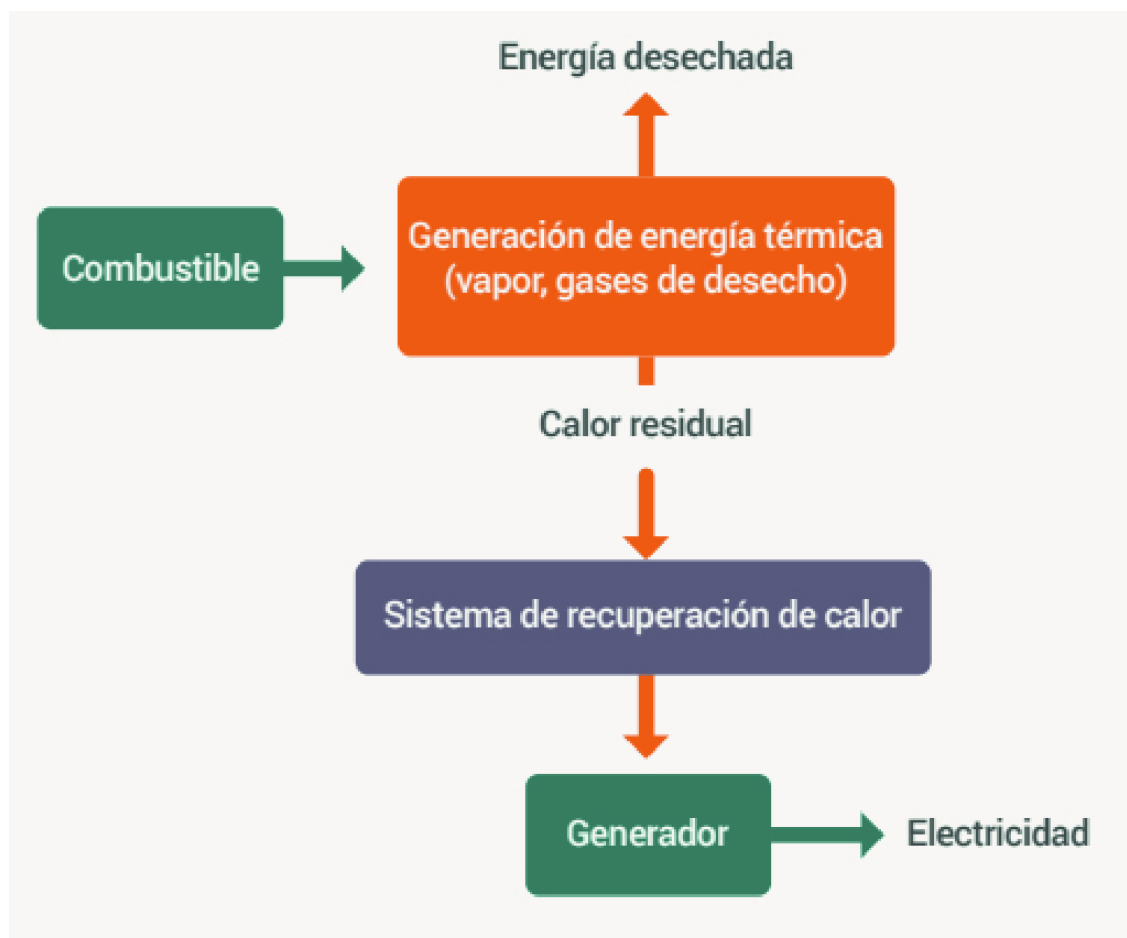 Energía desechada
Combustible
Generación de energía térmica
(vapor, gases de desecho)
Calor residual
Sistema de recuperación de calor
Generador
Electricidad